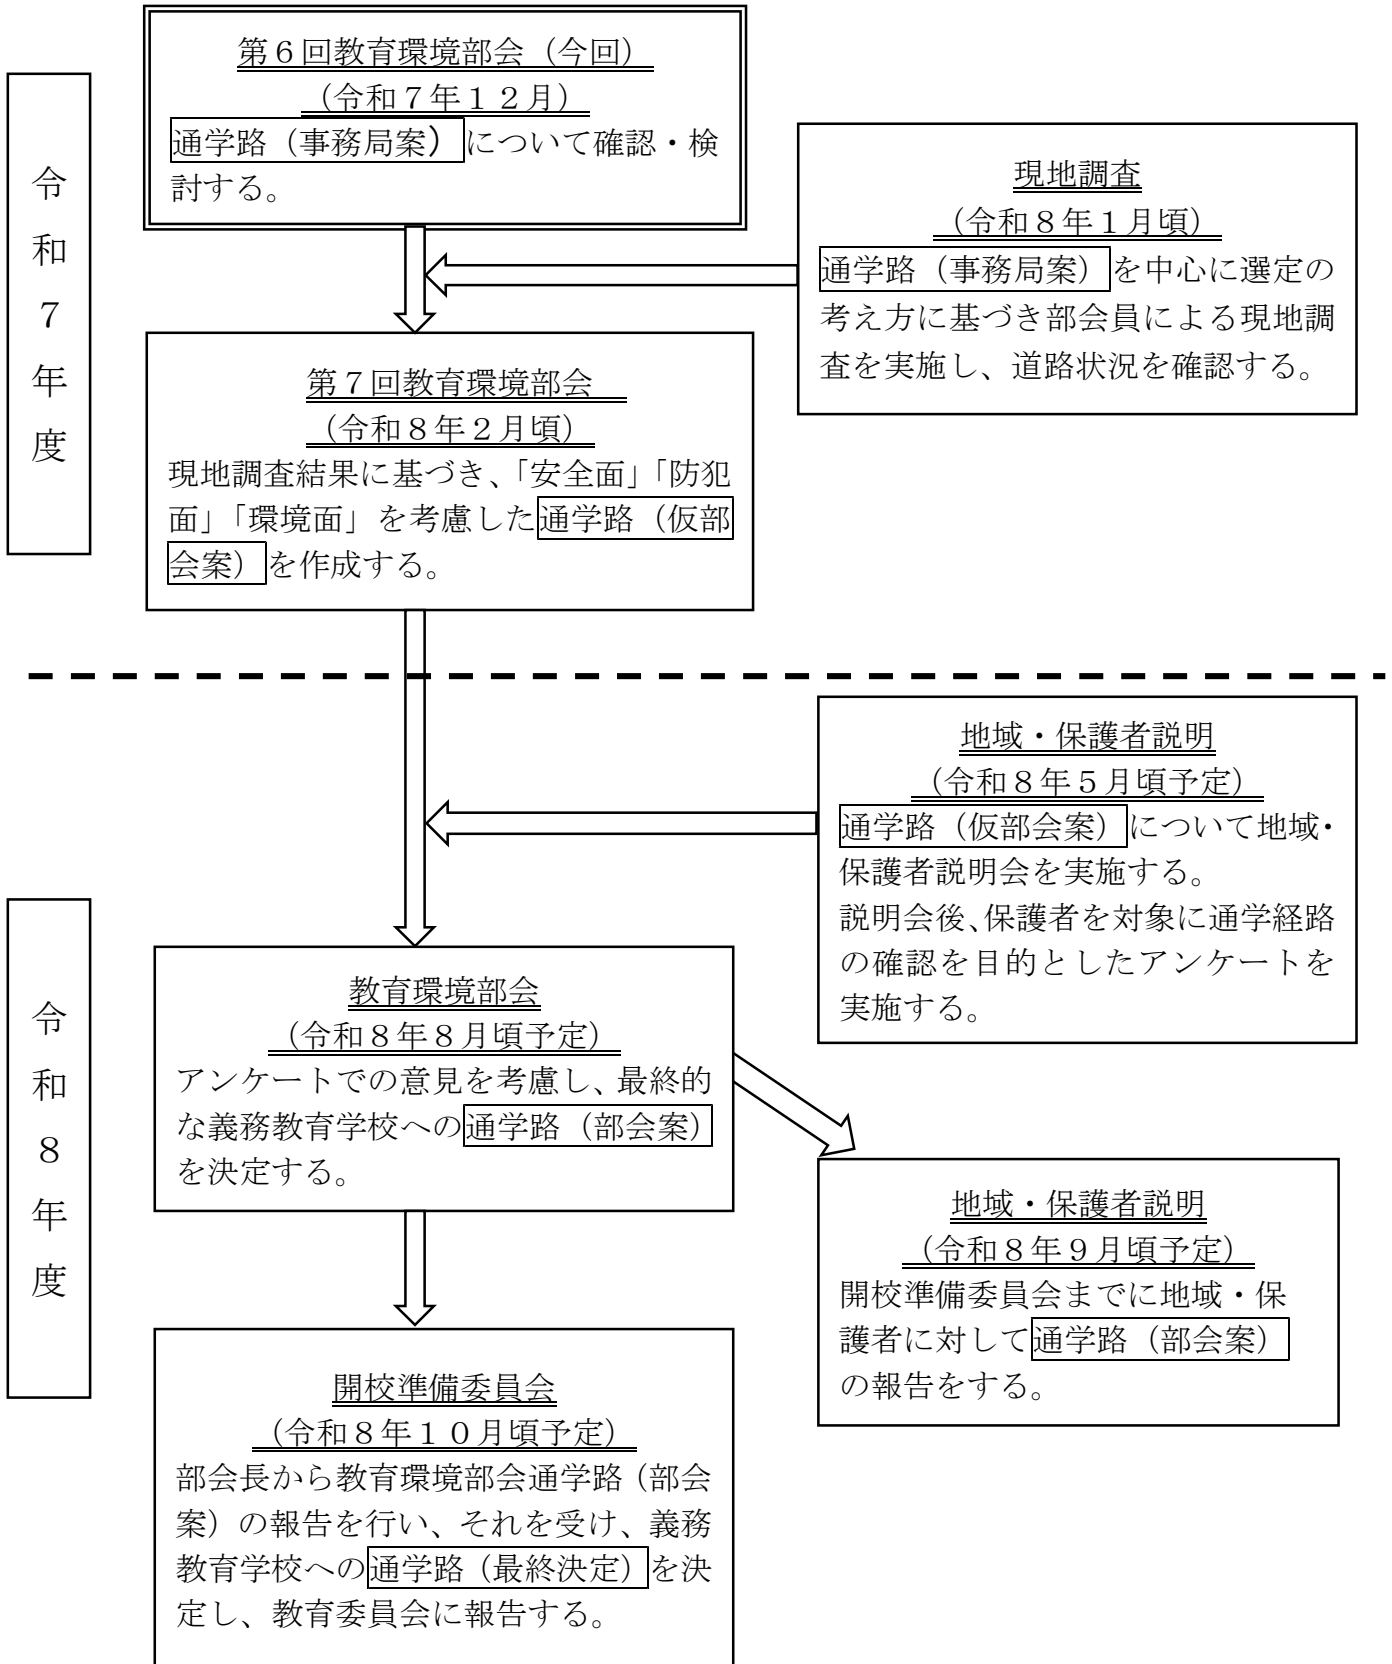 令和７年度
第６回教育環境部会（今回）
（令和７年１２月）
通学路（事務局案）について確認・検
討する。
現地調査
（令和８年１月頃）
通学路（事務局案）を中心に選定の
考え方に基づき部会員による現地調
査を実施し、道路状況を確認する。
第７回教育環境部会
（令和８年２月頃）
現地調査結果に基づき、「安全面」「防犯
面」「環境面」を考慮した通学路（仮部
会案）を作成する。
令和８年度
地域・保護者説明
（令和８年５月頃予定）
通学路（仮部会案）について地域・
保護者説明会を実施する。
説明会後、保護者を対象に通学経路
の確認を目的としたアンケートを
実施する。
教育環境部会
（令和８年８月頃予定）
アンケートでの意見を考慮し、最終的
な義務教育学校への通学路（部会案）
を決定する。
地域・保護者説明
（令和８年９月頃予定）
開校準備委員会までに地域・保
護者に対して通学路（部会案）
の報告をする。
開校準備委員会
（令和８年１０月頃予定）
部会長から教育環境部会通学路（部会
案）の報告を行い、それを受け、義務
教育学校への通学路（最終決定）を決
定し、教育委員会に報告する。